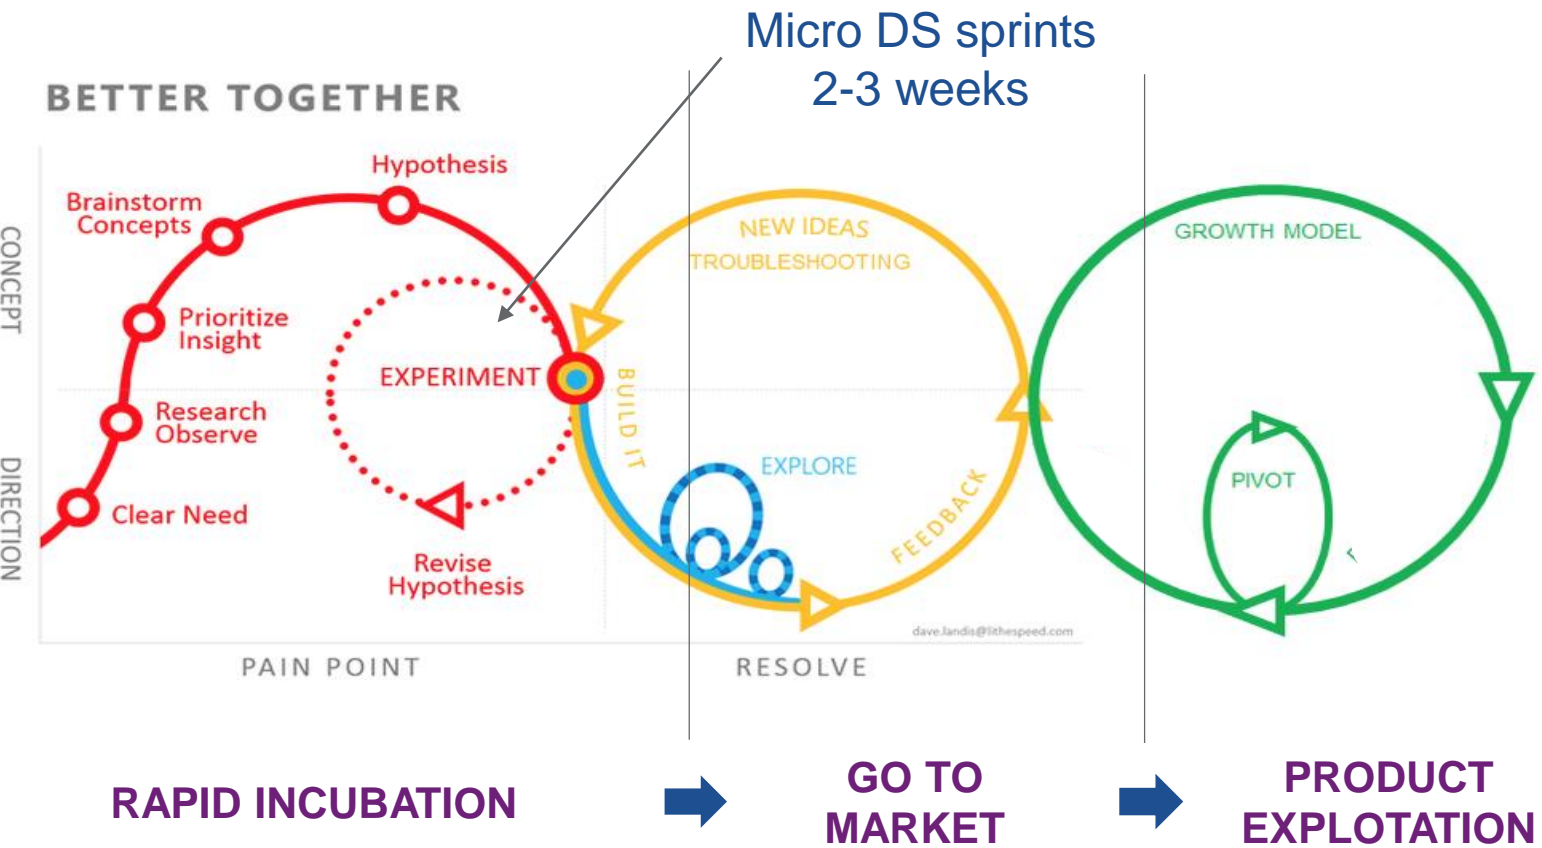 Micro DS sprints
2-3 weeks
BETTER TOGETHER
CONCEPT
DIRECTION
Hypothesis
Brainstorm
Concepts
Prioritize
Insight
EXPERIMENT
Research
Observe
Clear Need
Revise
Hypothesis
NEW IDEAS
TROUBLESHOOTING
BUILD IT
EXPLORE
FEEDBACK
dave.landis@lithespeed.com
GROWTH MODEL
PIVOT
PAIN POINT
RESOLVE
RAPID INCUBATION
GO TO
MARKET
PRODUCT
EXPLOTATION